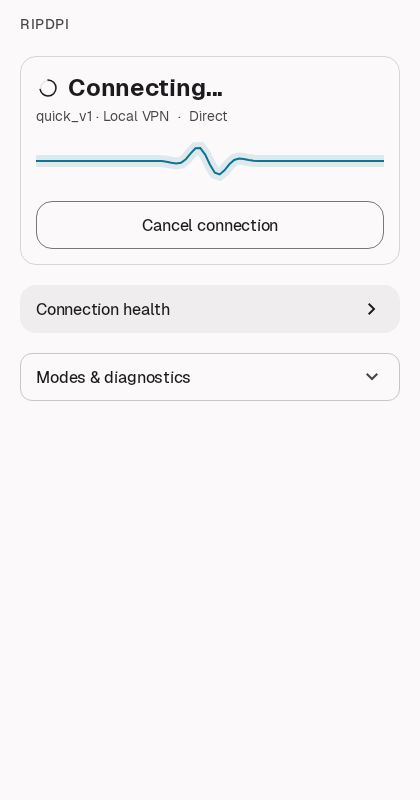 RIPDPI
Connecting...
quick_v1 · Local VPN · Direct
Cancel connection
Connection health
Modes & diagnostics